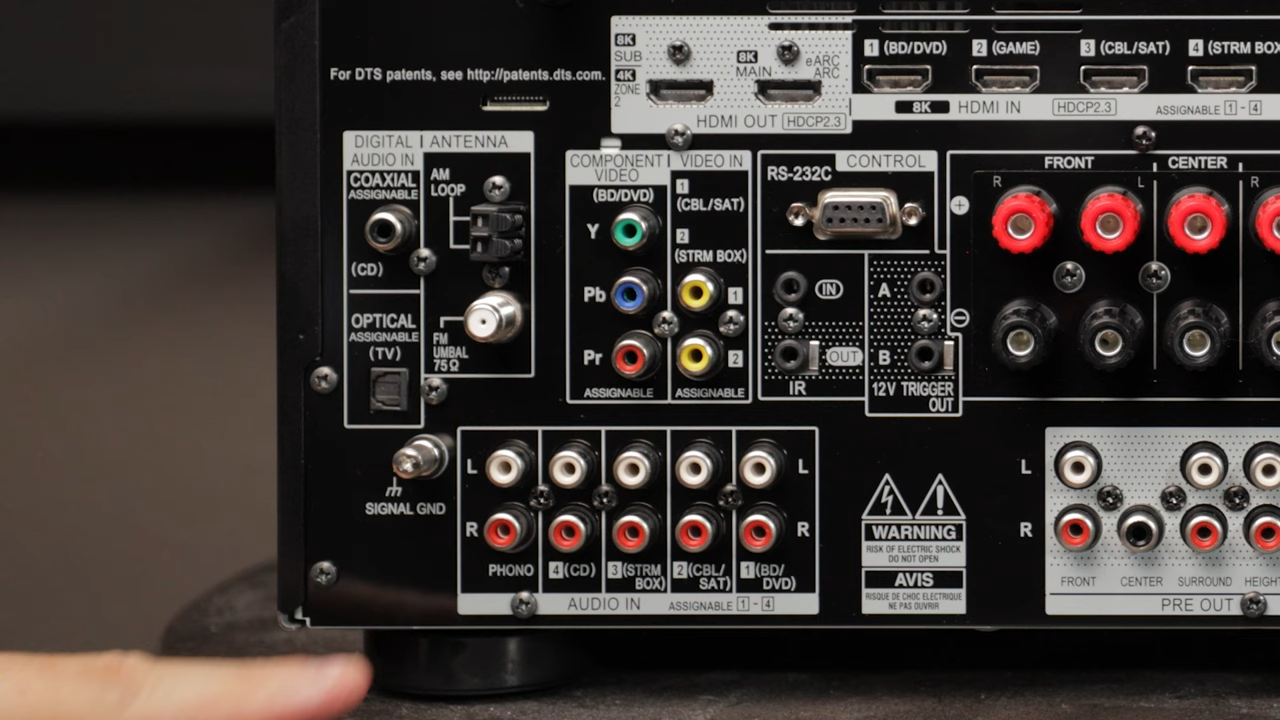 For DTS patents, see http://patents.dts.com.
8K
SUB
4K
ZONE
2
8K
MAIN
eARC
ARC
HDMI OUT HDCP2.3
1 (BD/DVD)
2 (GAME)
3 (CBL/SAT)
4 (STRM BOX
8K HDMI IN HDCP2.3 ASSIGNABLE 1 - 4
DIGITAL
AUDIO IN
COAXIAL
ASSIGNABLE
(CD)
OPTICAL
ASSIGNABLE
(TV)
ANTENNA
AM
LOOP
FM
UMBAL
75Ω
COMPONENT
VIDEO
(BD/DVD)
Y
Pb
Pr
ASSIGNABLE
VIDEO IN
1
(CBL/SAT)
2
(STRM BOX)
1
2
ASSIGNABLE
CONTROL
RS-232C
IN
OUT
IR
A
B
12V TRIGGER
OUT
FRONT
CENTER
R L R
+
SIGNAL GND
L L
R R
PHONO
4(CD)
3(STRM
BOX)
2(CBL/
SAT)
1(BD/
DVD)
AUDIO IN ASSIGNABLE 1 - 4
WARNING
RISK OF ELECTRIC SHOCK
DO NOT OPEN
AVIS
RISQUE DE CHOC ELECTRIQUE
NE PAS OUVRIR
L
R
FRONT CENTER SURROUND HEIGH
PRE OUT